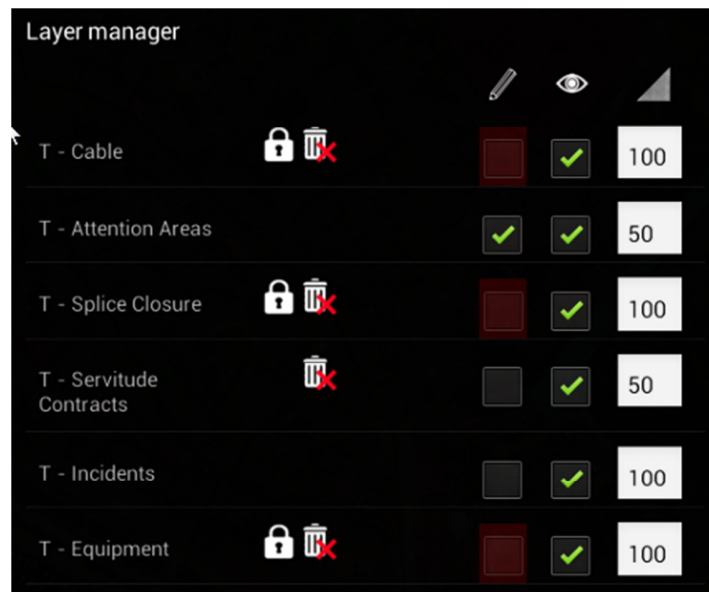 Layer manager
T - Cable 100
T - Attention Areas 50
T - Splice Closure 100
T - Servitude 50
Contracts
T - Incidents 100
T - Equipment 100